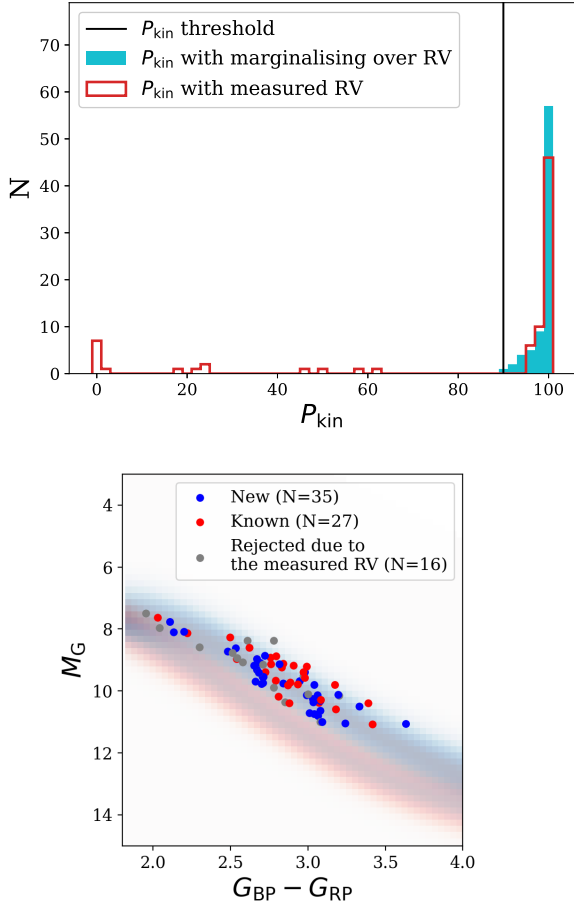 P_kin threshold
P_kin with marginalising over RV
P_kin with measured RV
N
70
60
50
40
30
20
10
0
0 20 40 60 80 100
P_kin
New (N=35)
Known (N=27)
Rejected due to
the measured RV (N=16)
M_G
4
6
8
10
12
14
2.0 2.5 3.0 3.5 4.0
G_BP − G_RP